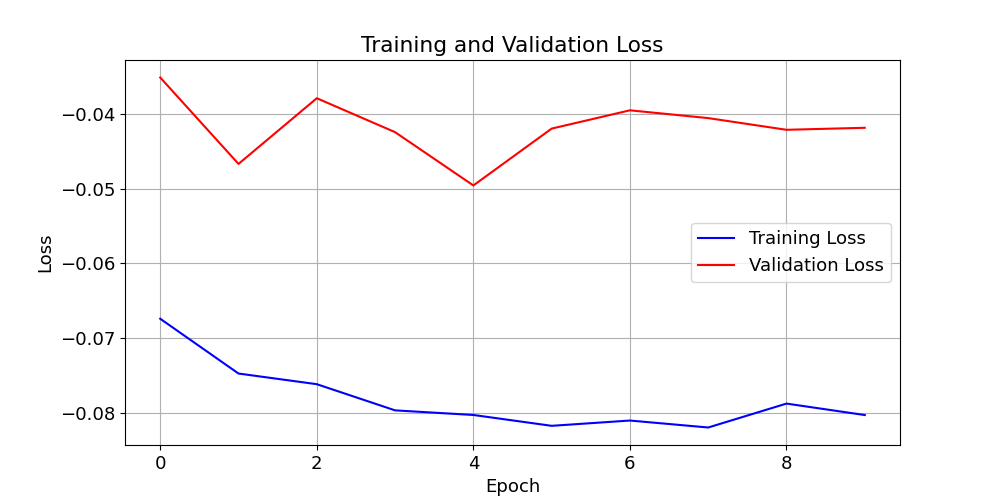 Training and Validation Loss
−0.04
−0.05
−0.06
−0.07
−0.08
Loss
Training Loss
Validation Loss
0 2 4 6 8
Epoch